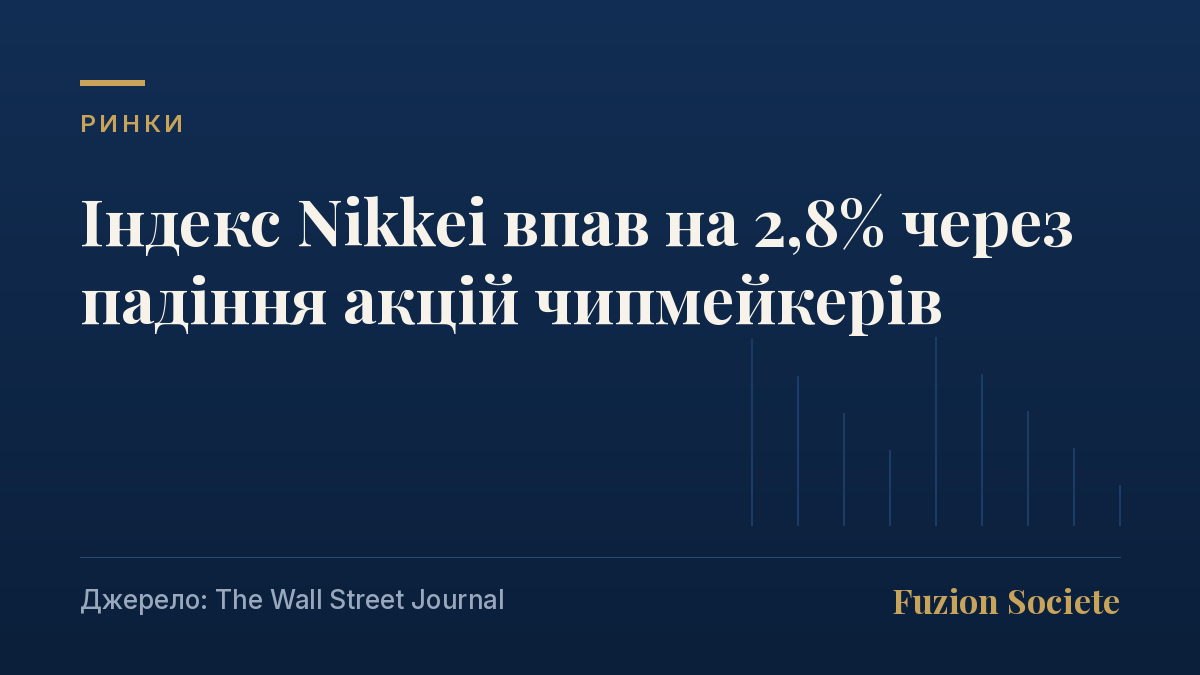 РИНКИ
Індекс Nikkei впав на 2,8% через
падіння акцій чипмейкерів
Джерело: The Wall Street Journal
Fuzion Societe